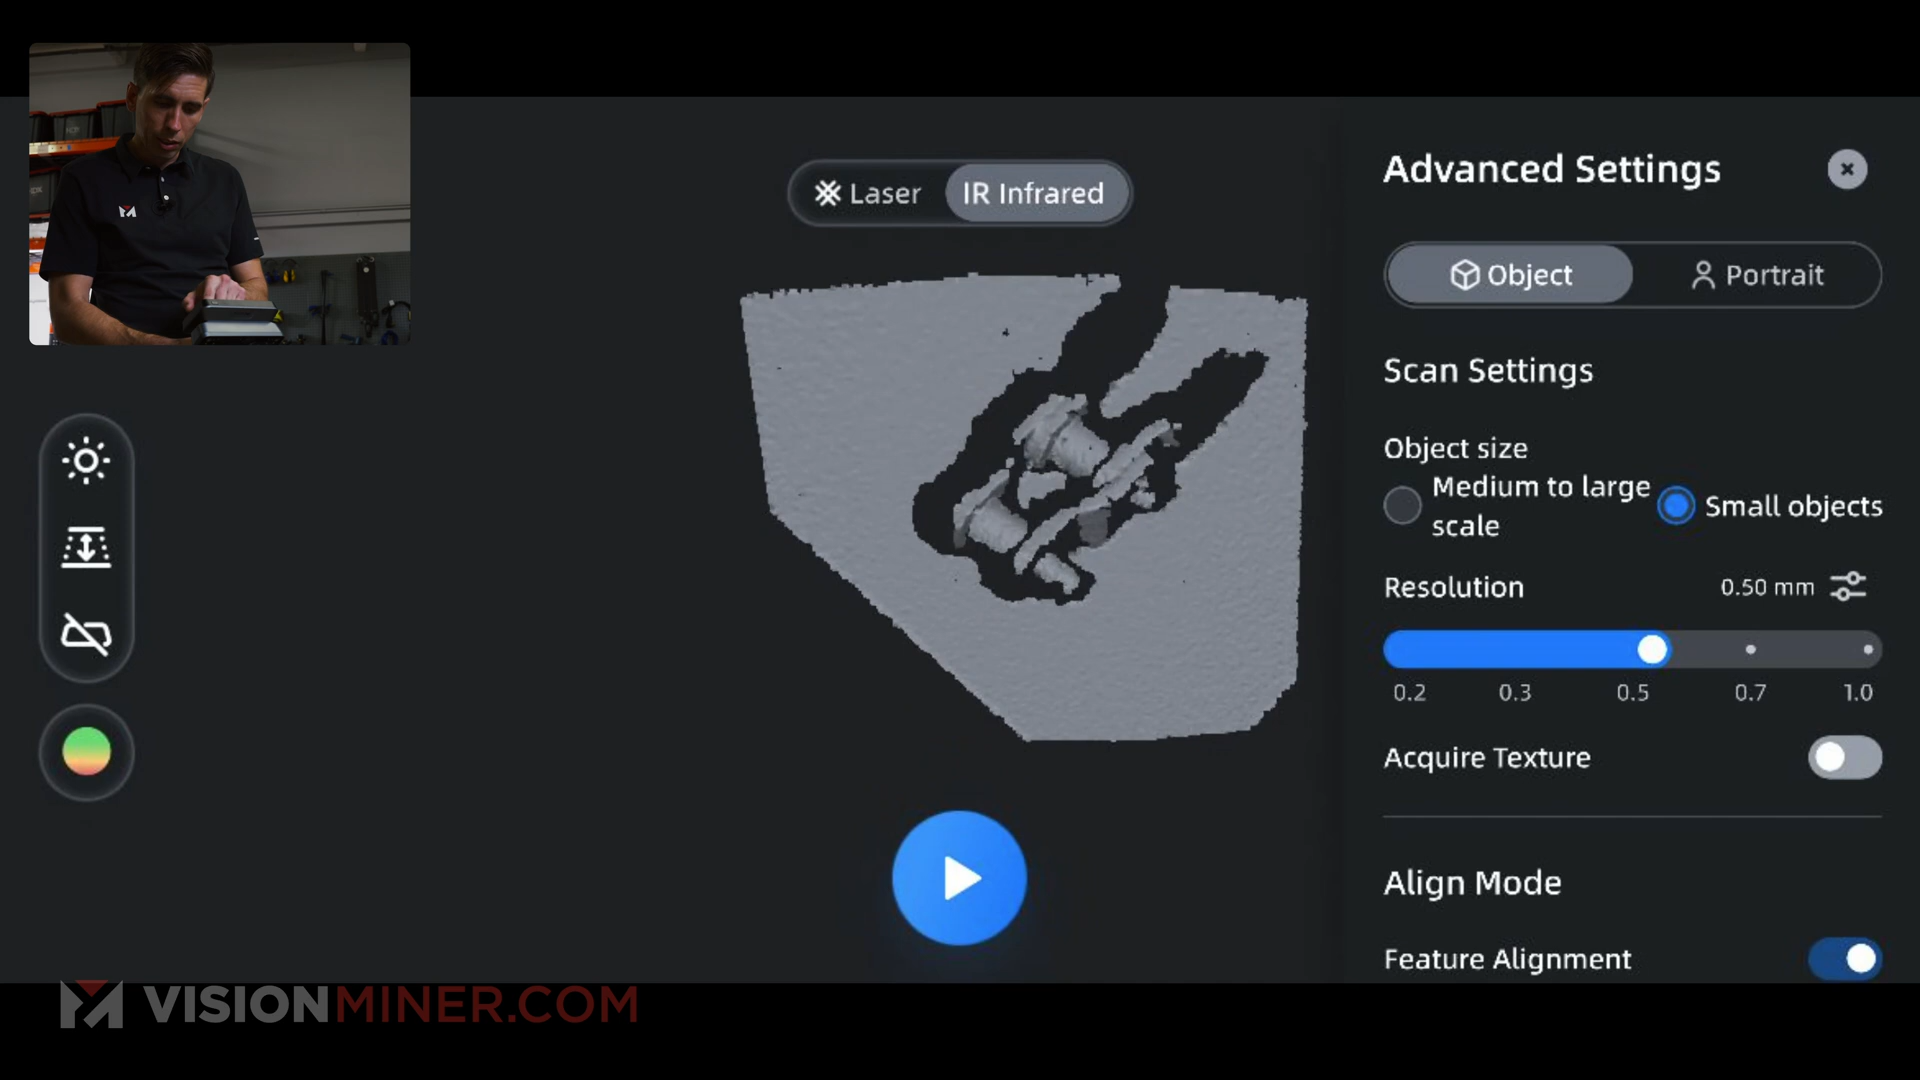 Laser
IR Infrared
Advanced Settings
Object
Portrait
Scan Settings
Object size
Medium to large
scale
Small objects
Resolution
0.50 mm
0.2 0.3 0.5 0.7 1.0
Acquire Texture
Align Mode
Feature Alignment
VISIONMINER.COM